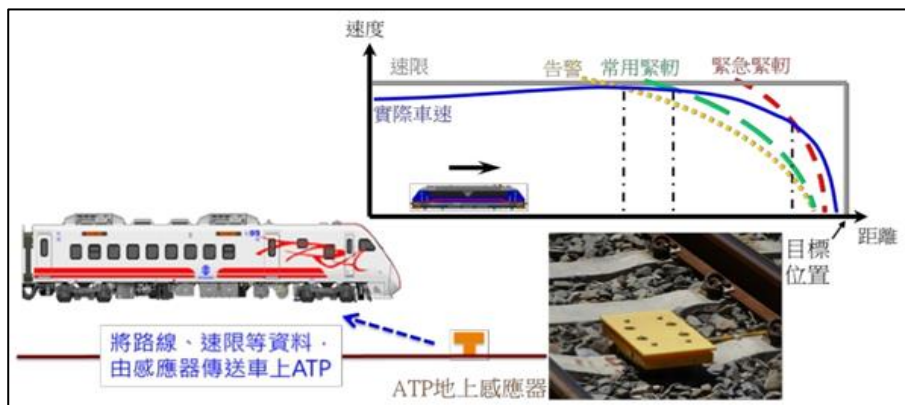 速度
速限
告警
常用緊軔
緊急緊軔
實際車速
距離
目標
位置
將路線、速限等資料，
由感應器傳送車上ATP
ATP地上感應器